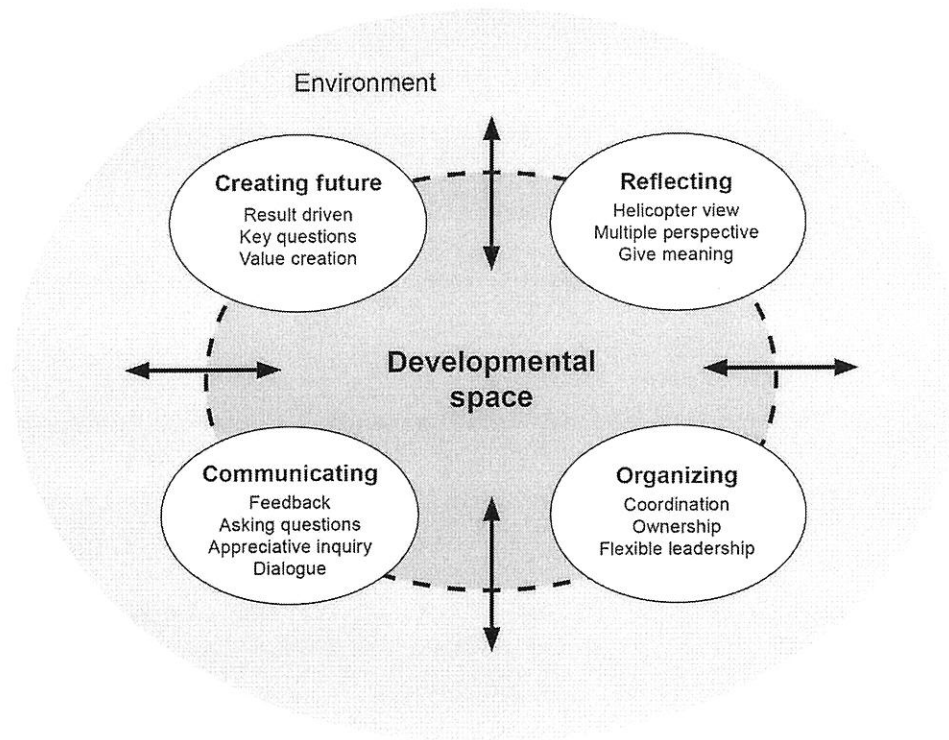 Environment
Creating future
Result driven
Key questions
Value creation
Reflecting
Helicopter view
Multiple perspective
Give meaning
Developmental
space
Communicating
Feedback
Asking questions
Appreciative inquiry
Dialogue
Organizing
Coordination
Ownership
Flexible leadership